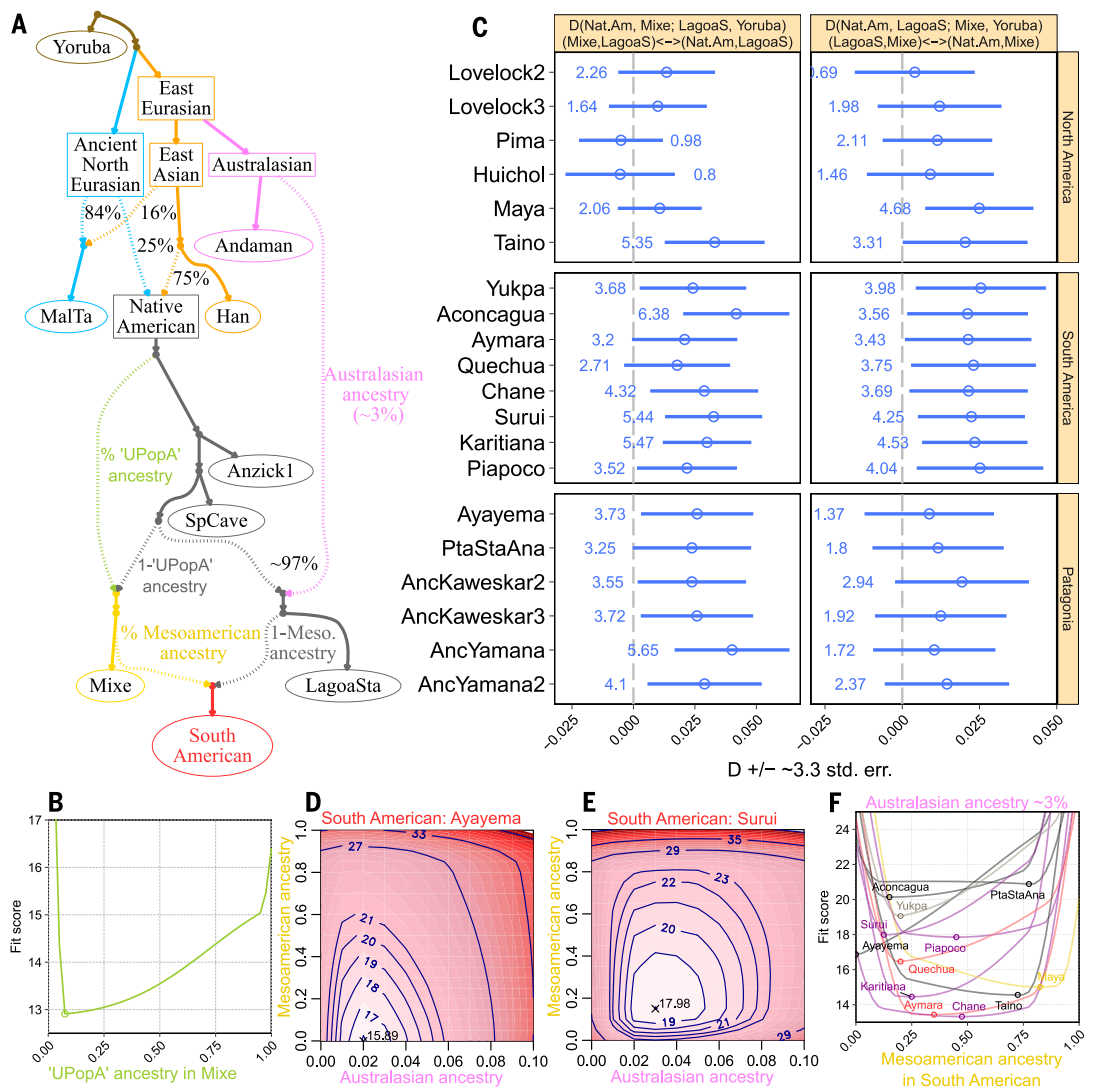 A
Yoruba
East
Eurasian
Ancient
North
Eurasian
East
Asian
Australasian
84%
16%
25%
75%
Andaman
MalTa
Native
American
Han
Australasian
ancestry
(~3%)
% 'UPopA'
ancestry
Anzick1
SpCave
1-'UPopA'
ancestry
~97%
% Mesoamerican
ancestry
1-Meso.
ancestry
Mixe
LagoaSta
South
American
C
D(Nat.Am, Mixe; LagoaS, Yoruba)
(Mixe,LagoaS)<->(Nat.Am,LagoaS)
D(Nat.Am, LagoaS; Mixe, Yoruba)
(LagoaS,Mixe)<->(Nat.Am,Mixe)
Lovelock2 2.26 0.69
Lovelock3 1.64 1.98
Pima 0.98 2.11
Huichol 0.8 1.46
Maya 2.06 4.68
Taino 5.35 3.31
North America
Yukpa 3.68 3.98
Aconcagua 6.38 3.56
Aymara 3.2 3.43
Quechua 2.71 3.75
Chane 4.32 3.69
Surui 5.44 4.25
Karitiana 5.47 4.53
Piapoco 3.52 4.04
South America
Ayayema 3.73 1.37
PtaStaAna 3.25 1.8
AncKaweskar2 3.55 2.94
AncKaweskar3 3.72 1.92
AncYamana 5.65 1.72
AncYamana2 4.1 2.37
Patagonia
−0.025 0.000 0.025 0.050
−0.025 0.000 0.025 0.050
D +/− ~3.3 std. err.
B
17
16
15
14
13
Fit score
0.00 0.25 0.50 0.75 1.00
'UPopA' ancestry in Mixe
D
South American: Ayayema
Mesoamerican ancestry
1.0
0.8
0.6
0.4
0.2
0.0
33
27
21
20
19
18
17
15.89
0.00 0.02 0.04 0.06 0.08 0.10
Australasian ancestry
E
South American: Surui
Mesoamerican ancestry
1.0
0.8
0.6
0.4
0.2
0.0
35
29
23
22
21
20
17.98
19
21
29
0.00 0.02 0.04 0.06 0.08 0.10
Australasian ancestry
F
Australasian ancestry ~3%
Fit score
24
22
20
18
16
14
Aconcagua
PtaStaAna
Yukpa
Surui
Piapoco
Ayayema
Quechua
Karitiana
Maya
Taino
Aymara
Chane
0.00 0.25 0.50 0.75 1.00
Mesoamerican ancestry
in South American